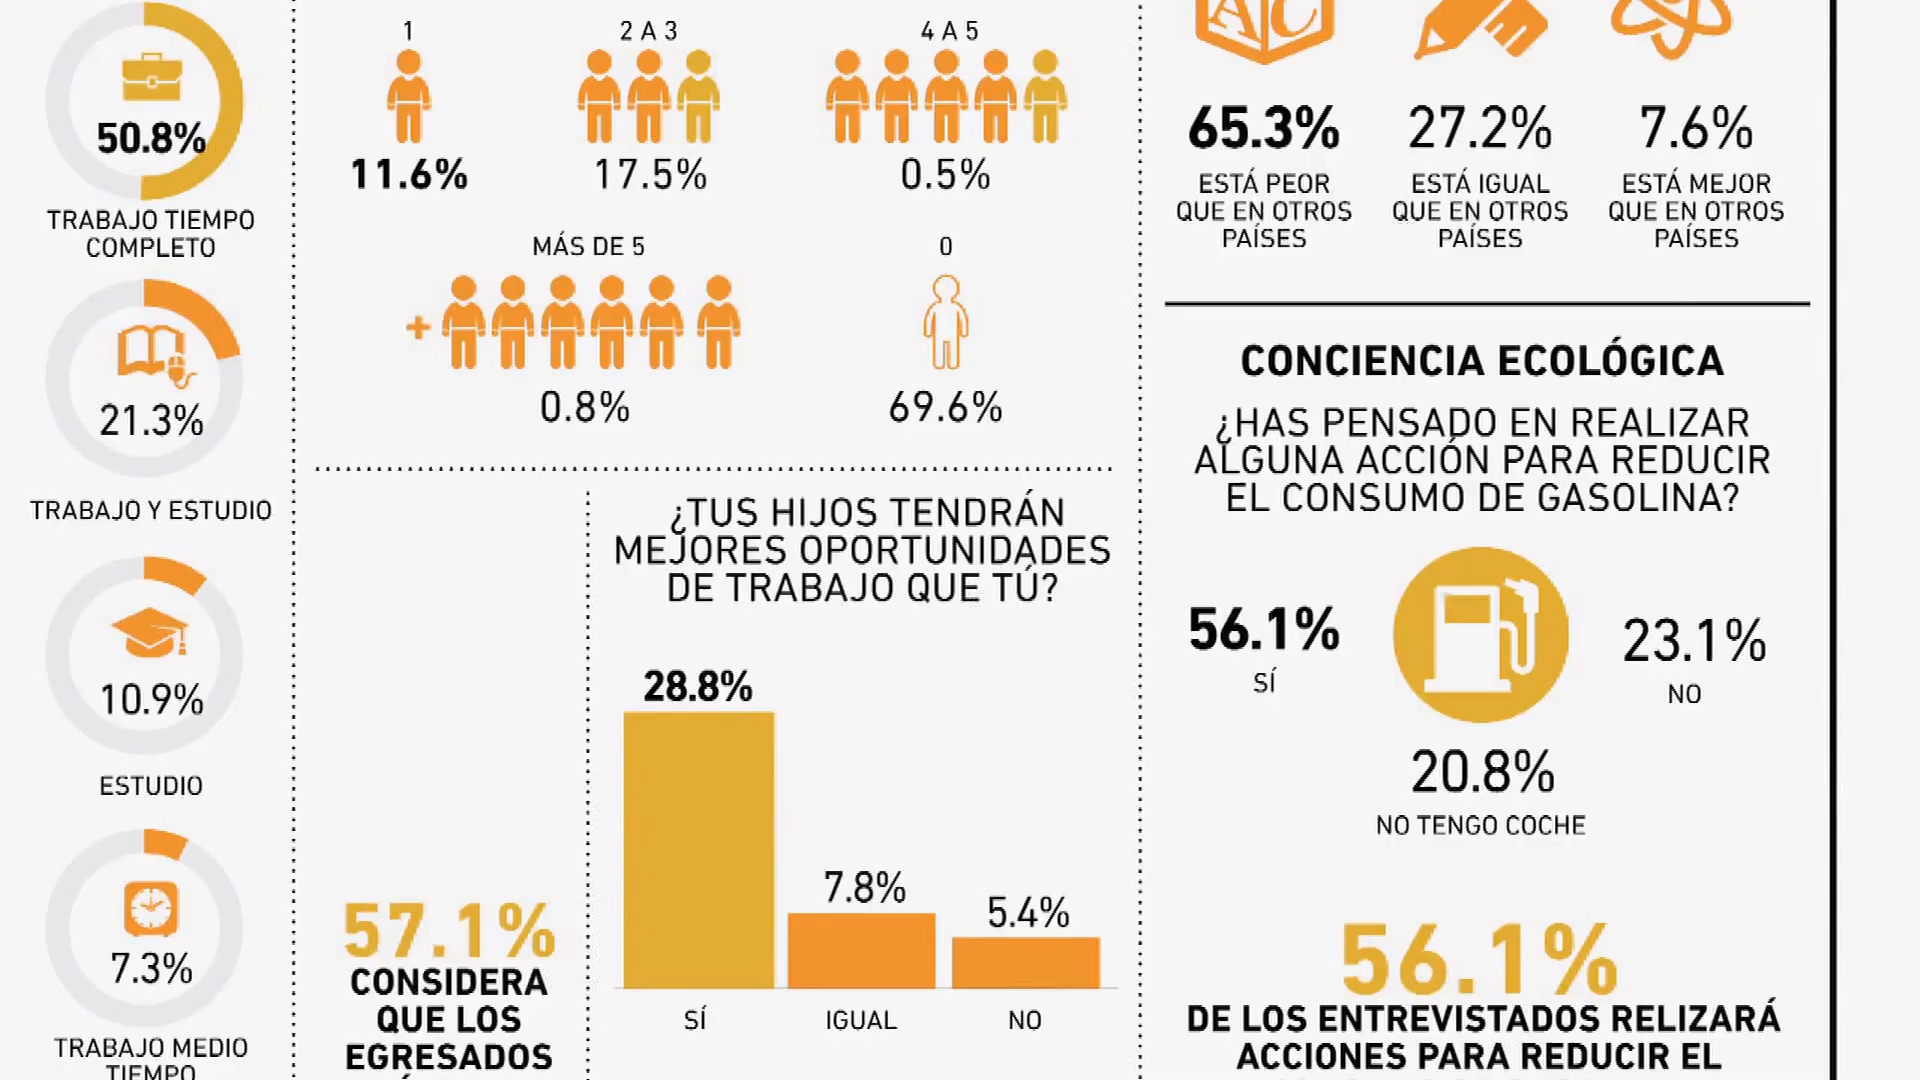 50.8%
TRABAJO TIEMPO
COMPLETO
21.3%
TRABAJO Y ESTUDIO
10.9%
ESTUDIO
7.3%
TRABAJO MEDIO
TIEMPO
1
11.6%
2 A 3
17.5%
4 A 5
0.5%
MÁS DE 5
+
0.8%
0
69.6%
57.1%
CONSIDERA
QUE LOS
EGRESADOS
¿TUS HIJOS TENDRÁN
MEJORES OPORTUNIDADES
DE TRABAJO QUE TÚ?
28.8%
7.8%
5.4%
SÍ
IGUAL
NO
A C
65.3%
ESTÁ PEOR
QUE EN OTROS
PAÍSES
27.2%
ESTÁ IGUAL
QUE EN OTROS
PAÍSES
7.6%
ESTÁ MEJOR
QUE EN OTROS
PAÍSES
CONCIENCIA ECOLÓGICA
¿HAS PENSADO EN REALIZAR
ALGUNA ACCIÓN PARA REDUCIR
EL CONSUMO DE GASOLINA?
56.1%
SÍ
23.1%
NO
20.8%
NO TENGO COCHE
56.1%
DE LOS ENTREVISTADOS RELIZARÁ
ACCIONES PARA REDUCIR EL